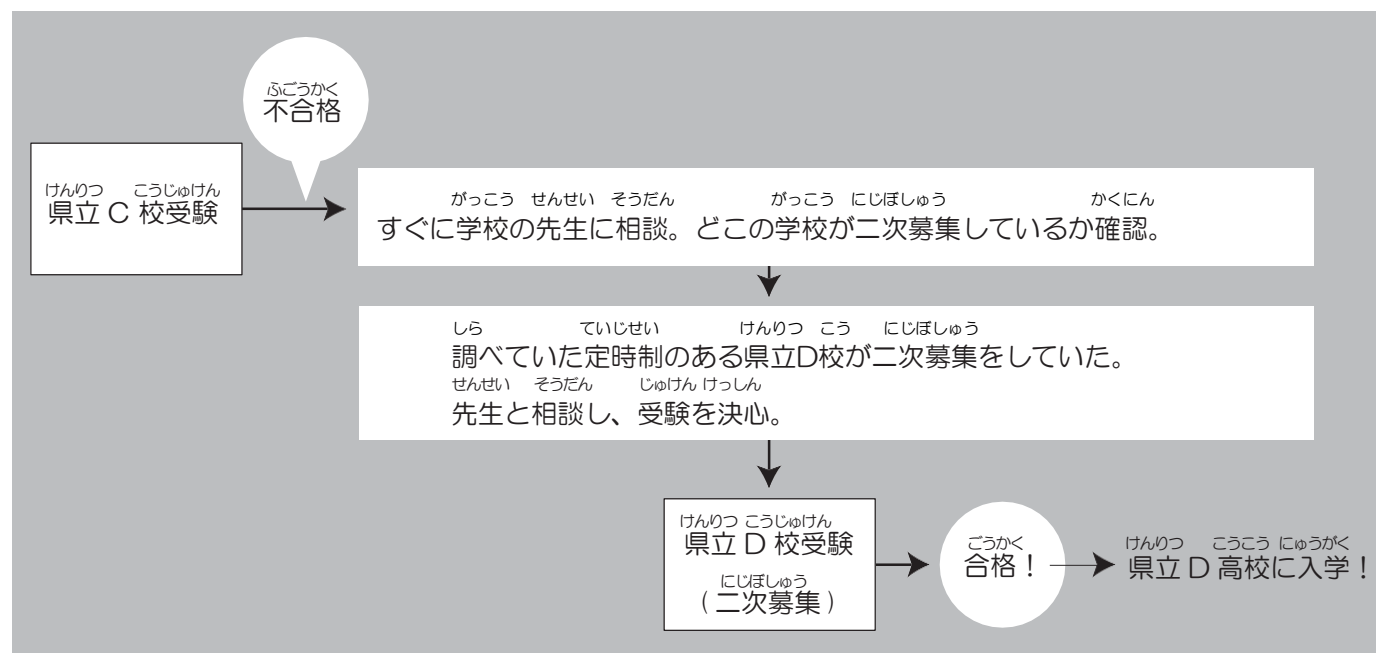 ふごうかく
不合格
けんりつ こうじゅけん
県立 C 校受験
がっこう せんせい そうだん がっこう にじぼしゅう かくにん
すぐに学校の先生に相談。どこの学校が二次募集しているか確認。
しら ていじせい けんりつ こう にじぼしゅう
調べていた定時制のある県立D校が二次募集をしていた。
せんせい そうだん じゅけん けっしん
先生と相談し、受験を決心。
けんりつ こうじゅけん
県立 D 校受験
にじぼしゅう
(二次募集)
ごうかく
合格!
けんりつ こうこう にゅうがく
県立 D 高校に入学!